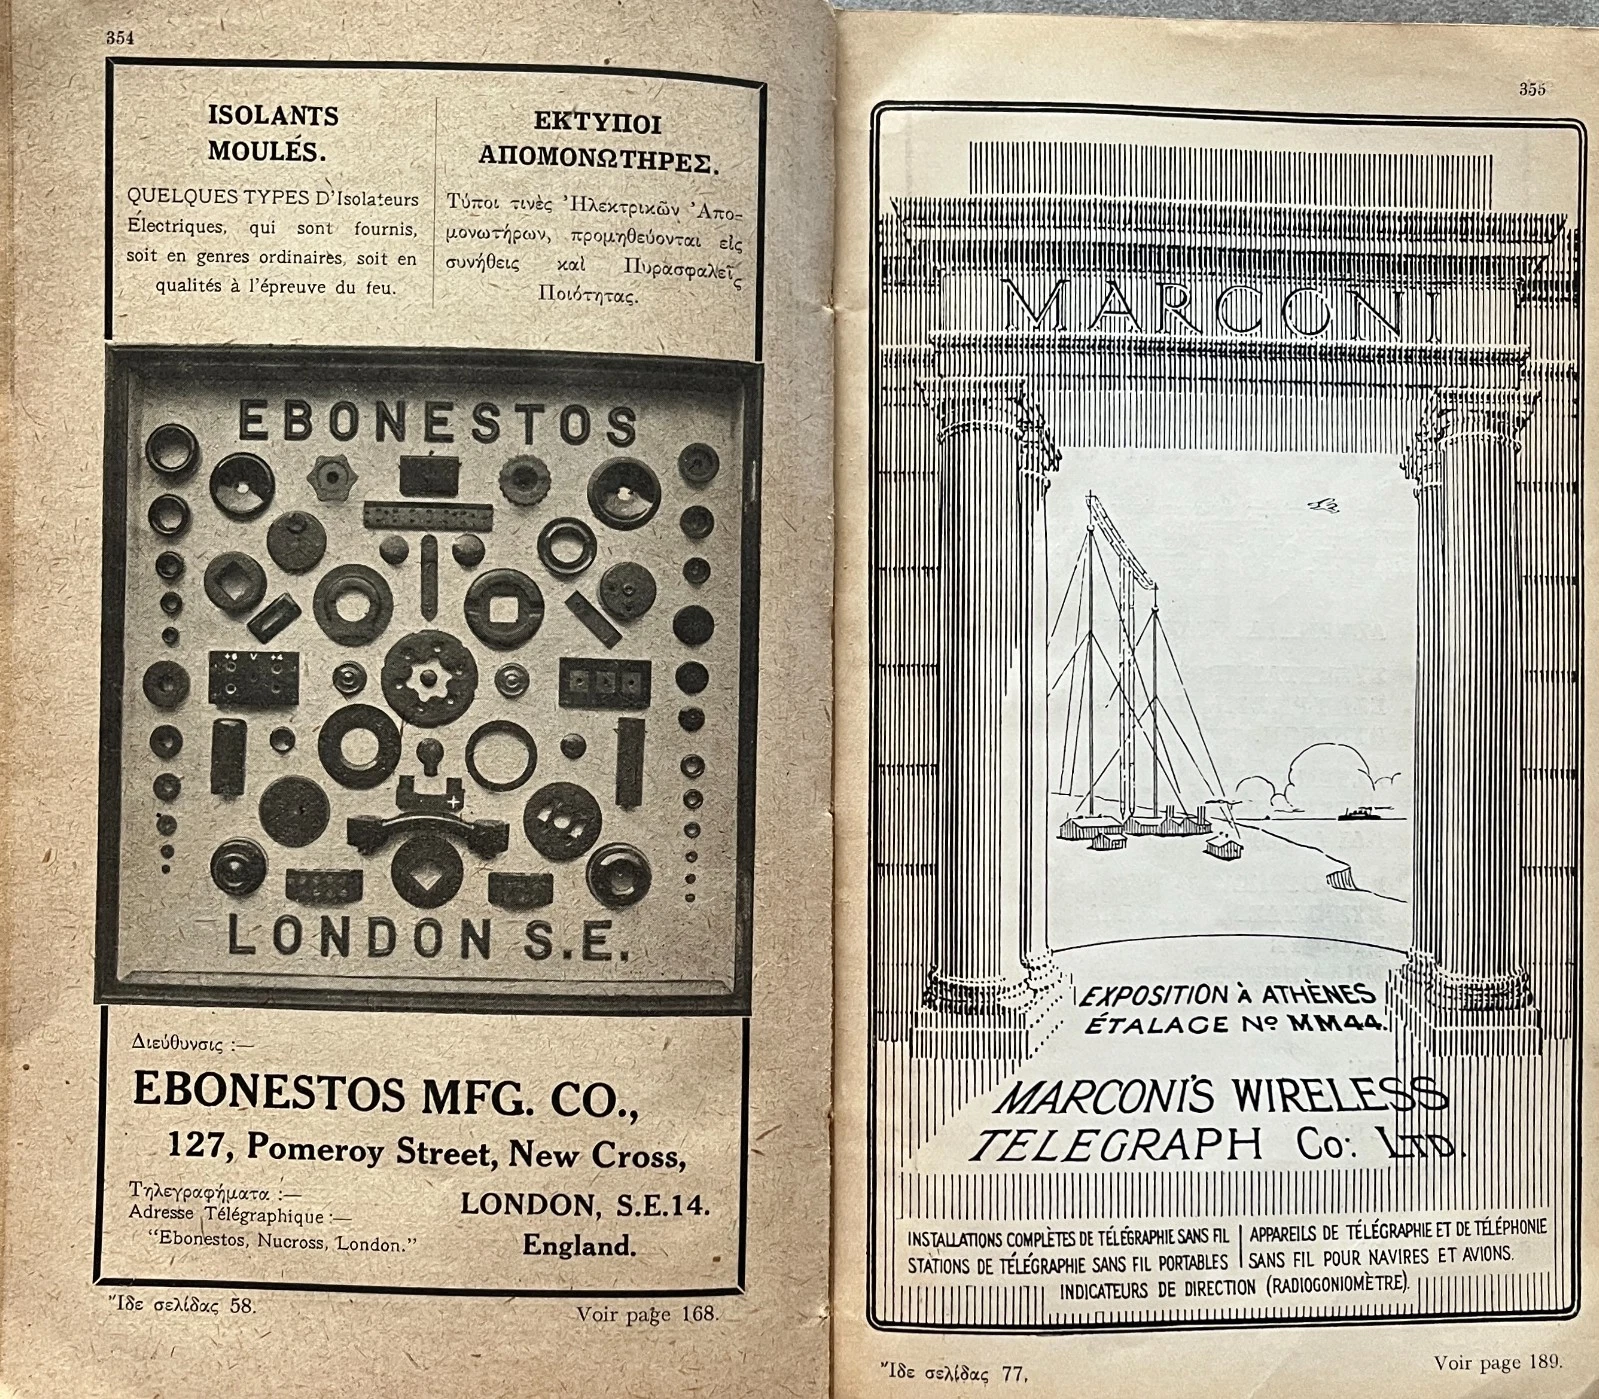 354
ISOLANTS
MOULÉS.
QUELQUES TYPES D'Isolateurs
Électriques, qui sont fournis,
soit en genres ordinaires, soit en
qualités à l'épreuve du feu.
ΕΚΤΥΠΟΙ
ΑΠΟΜΟΝΩΤΗΡΕΣ.
Τύποι τινὲς Ἠλεκτρικῶν Ἀπο-
μονωτήρων, προμηθεύονται εἰς
συνήθεις καὶ Πυρασφαλεῖς
Ποιότητας.
EBONESTOS
+6 V +4
+
LONDON S.E.
Διεύθυνσις :—
EBONESTOS MFG. CO.,
127, Pomeroy Street, New Cross,
Τηλεγραφήματα :—
Adresse Télégraphique :—
"Ebonestos, Nucross, London."
LONDON, S.E.14.
England.
Ἴδε σελίδας 58.
Voir page 168.
355
MARCONI
EXPOSITION À ATHÈNES
ÉTALAGE Nº MM44.
MARCONI'S WIRELESS
TELEGRAPH Co: LTD.
INSTALLATIONS COMPLÈTES DE TÉLÉGRAPHIE SANS FIL
STATIONS DE TÉLÉGRAPHIE SANS FIL PORTABLES
APPAREILS DE TÉLÉGRAPHIE ET DE TÉLÉPHONIE
SANS FIL POUR NAVIRES ET AVIONS.
INDICATEURS DE DIRECTION (RADIOGONIOMÈTRE).
Ἴδε σελίδας 77,
Voir page 189.